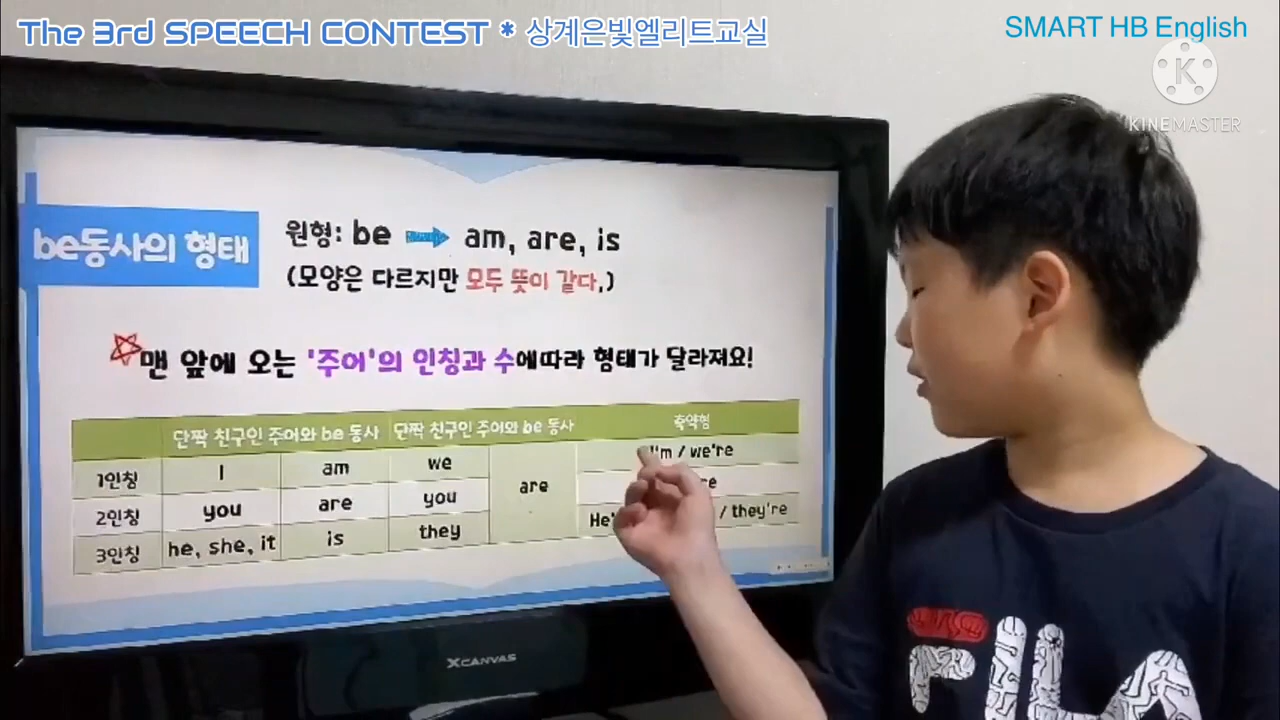 The 3rd SPEECH CONTEST * 상계은빛엘리트교실
SMART HB English
K
KINEMASTER
be동사의 형태
원형: be am, are, is
(모양은 다르지만 모두 뜻이 같다.)
맨 앞에 오는 '주어'의 인칭과 수에따라 형태가 달라져요!
단짝 친구인 주어와 be 동사 단짝 친구인 주어와 be 동사 축약형
1인칭 I am we I'm / we're
2인칭 you are you are
3인칭 he, she, it is they / they're
XCANVAS
FILA